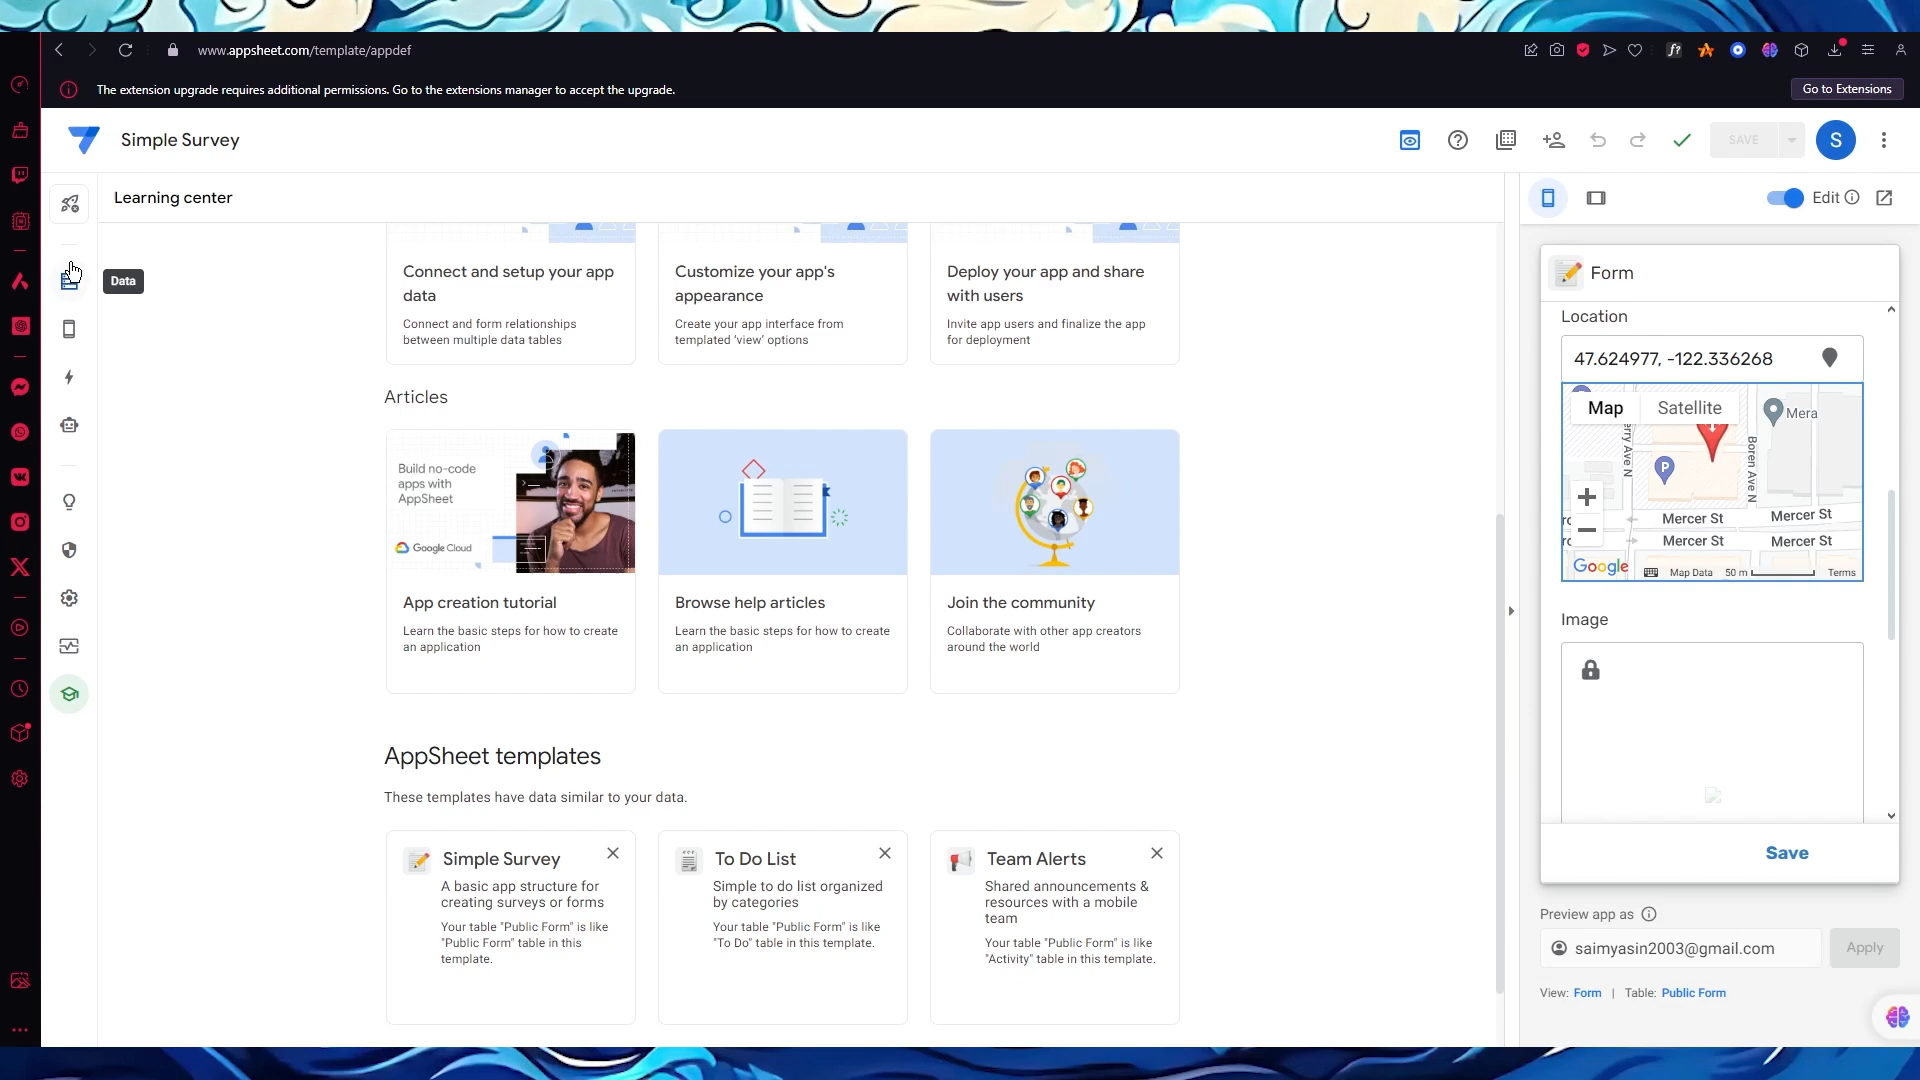 www.appsheet.com/template/appdef
The extension upgrade requires additional permissions. Go to the extensions manager to accept the upgrade.
Go to Extensions
Simple Survey
SAVE
S
Learning center
Edit
Data
Connect and setup your app
data
Connect and form relationships
between multiple data tables
Customize your app's
appearance
Create your app interface from
templated 'view' options
Deploy your app and share
with users
Invite app users and finalize the app
for deployment
Articles
Build no-code
apps with
AppSheet
Google Cloud
App creation tutorial
Learn the basic steps for how to create
an application
Browse help articles
Learn the basic steps for how to create
an application
Join the community
Collaborate with other app creators
around the world
AppSheet templates
These templates have data similar to your data.
Simple Survey
A basic app structure for
creating surveys or forms
Your table "Public Form" is like
"Public Form" table in this
template.
To Do List
Simple to do list organized
by categories
Your table "Public Form" is like
"To Do" table in this template.
Team Alerts
Shared announcements &
resources with a mobile
team
Your table "Public Form" is like
"Activity" table in this template.
Form
Location
47.624977, -122.336268
Map
Satellite
Mera
erry Ave N
Boren Ave N
P
Mercer St
Mercer St
Mercer St
Mercer St
Google
Map Data
50 m
Terms
Image
Save
Preview app as
saimyasin2003@gmail.com
Apply
View: Form | Table: Public Form